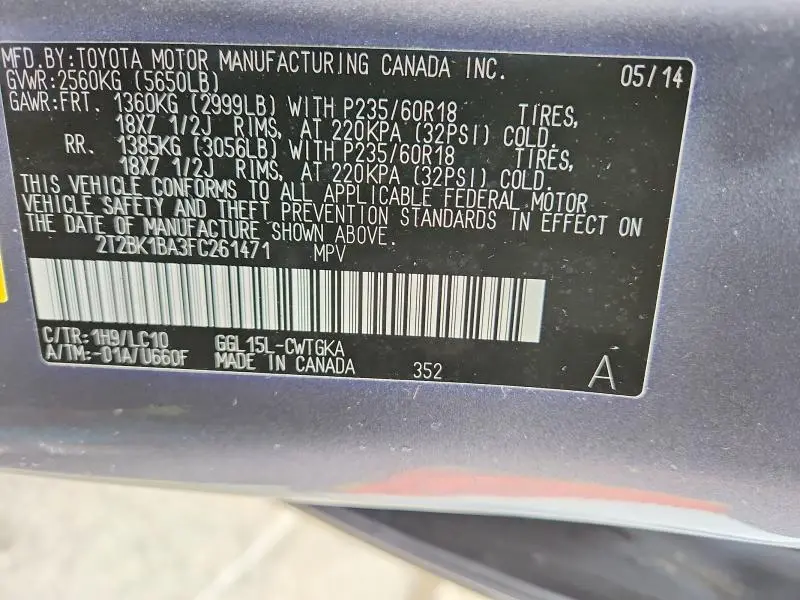 MFD.BY:TOYOTA MOTOR MANUFACTURING CANADA INC. 05/14
GVWR:2560KG (5650LB)
GAWR:FRT. 1360KG (2999LB) WITH P235/60R18 TIRES,
18X7 1/2J RIMS, AT 220KPA (32PSI) COLD.
RR. 1385KG (3056LB) WITH P235/60R18 TIRES,
18X7 1/2J RIMS, AT 220KPA (32PSI) COLD.
THIS VEHICLE CONFORMS TO ALL APPLICABLE FEDERAL MOTOR
VEHICLE SAFETY AND THEFT PREVENTION STANDARDS IN EFFECT ON
THE DATE OF MANUFACTURE SHOWN ABOVE.
2T2BK1BA3FC261471 MPV
C/TR:1H9/LC10 GGL15L-CWTGKA
A/TM:-01A/U660F MADE IN CANADA 352 A